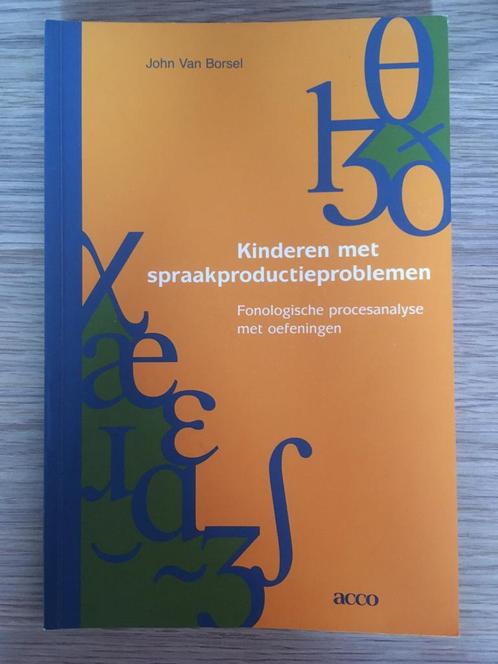 John Van Borsel
Kinderen met
spraakproductieproblemen
Fonologische procesanalyse
met oefeningen
acco